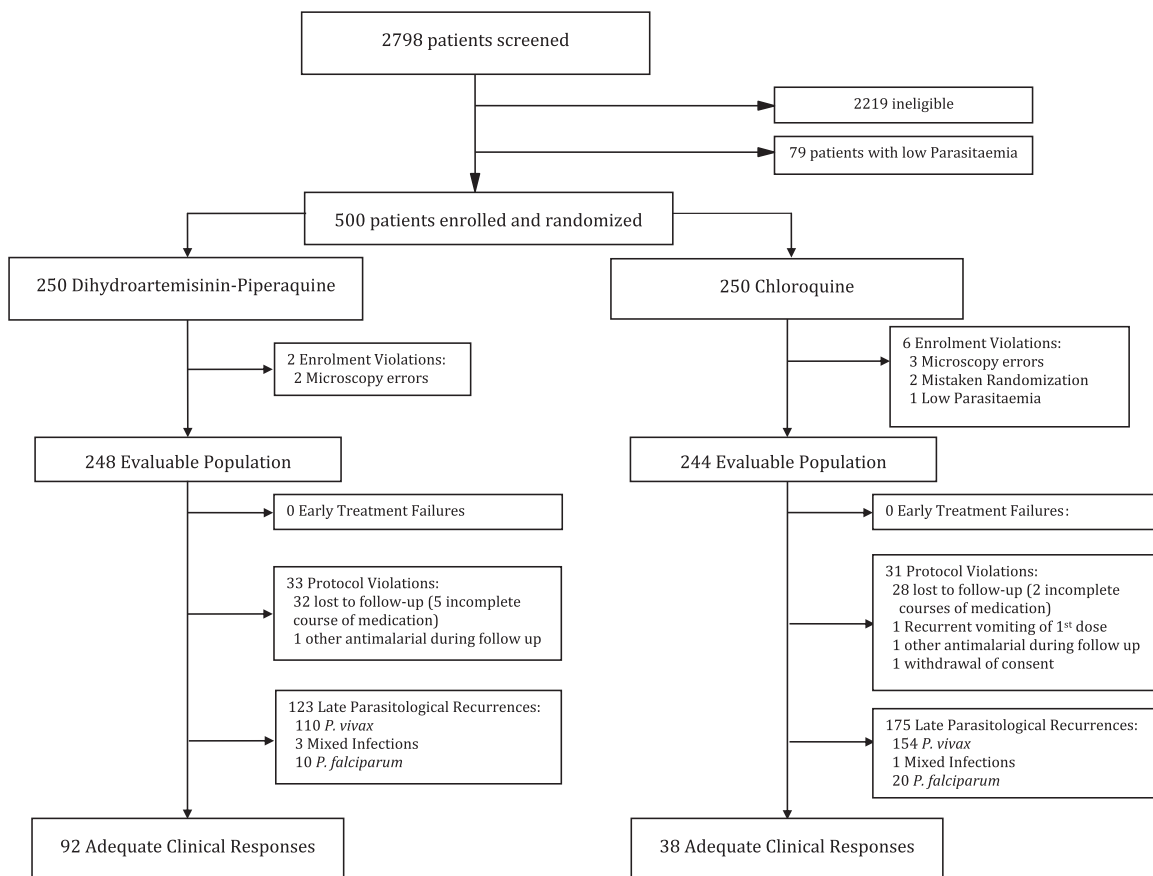 2798 patients screened
2219 ineligible
79 patients with low Parasitaemia
500 patients enrolled and randomized
250 Dihydroartemisinin-Piperaquine
250 Chloroquine
2 Enrolment Violations:
2 Microscopy errors
6 Enrolment Violations:
3 Microscopy errors
2 Mistaken Randomization
1 Low Parasitaemia
248 Evaluable Population
244 Evaluable Population
0 Early Treatment Failures
0 Early Treatment Failures:
33 Protocol Violations:
32 lost to follow-up (5 incomplete
course of medication)
1 other antimalarial during follow up
31 Protocol Violations:
28 lost to follow-up (2 incomplete
courses of medication)
1 Recurrent vomiting of 1st dose
1 other antimalarial during follow up
1 withdrawal of consent
123 Late Parasitological Recurrences:
110 P. vivax
3 Mixed Infections
10 P. falciparum
175 Late Parasitological Recurrences:
154 P. vivax
1 Mixed Infections
20 P. falciparum
92 Adequate Clinical Responses
38 Adequate Clinical Responses